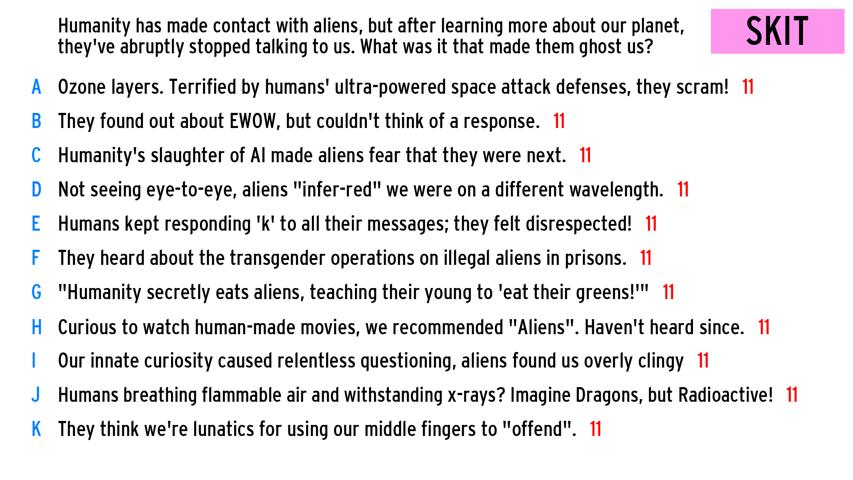 Humanity has made contact with aliens, but after learning more about our planet,
they've abruptly stopped talking to us. What was it that made them ghost us?
SKIT
A Ozone layers. Terrified by humans' ultra-powered space attack defenses, they scram! 11
B They found out about EWOW, but couldn't think of a response. 11
C Humanity's slaughter of AI made aliens fear that they were next. 11
D Not seeing eye-to-eye, aliens "infer-red" we were on a different wavelength. 11
E Humans kept responding 'k' to all their messages; they felt disrespected! 11
F They heard about the transgender operations on illegal aliens in prisons. 11
G "Humanity secretly eats aliens, teaching their young to 'eat their greens!'" 11
H Curious to watch human-made movies, we recommended "Aliens". Haven't heard since. 11
I Our innate curiosity caused relentless questioning, aliens found us overly clingy 11
J Humans breathing flammable air and withstanding x-rays? Imagine Dragons, but Radioactive! 11
K They think we're lunatics for using our middle fingers to "offend". 11